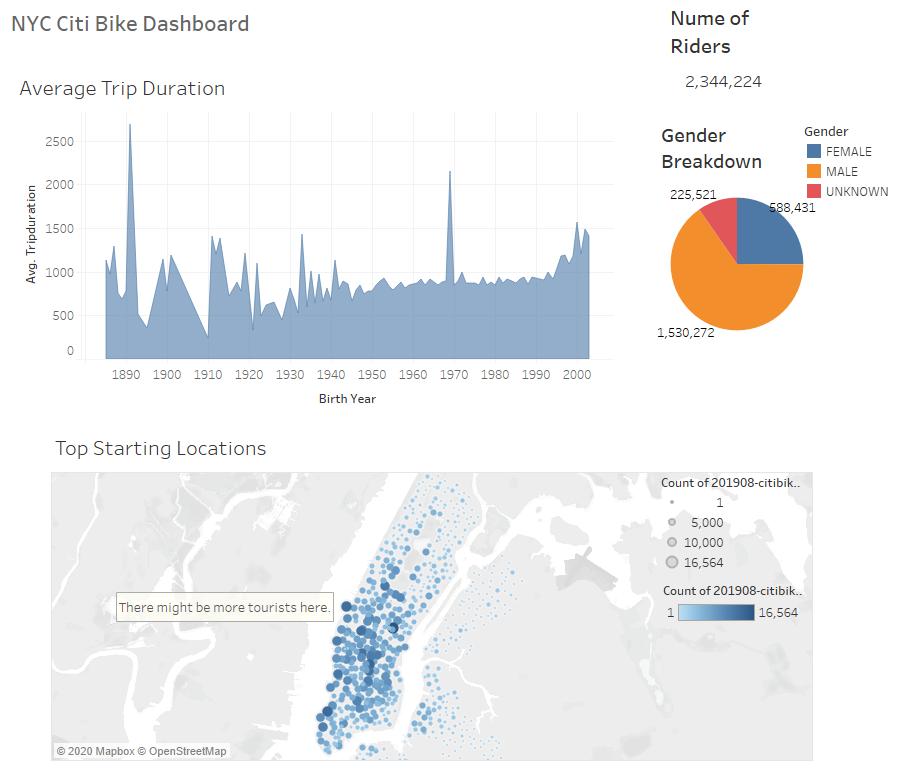 NYC Citi Bike Dashboard
Nume of
Riders
2,344,224
Average Trip Duration
2500
2000
1500
1000
500
0
Avg. Tripduration
1890 1900 1910 1920 1930 1940 1950 1960 1970 1980 1990 2000
Birth Year
Gender
Breakdown
Gender
FEMALE
MALE
UNKNOWN
225,521
588,431
1,530,272
Top Starting Locations
Count of 201908-citibik..
1
5,000
10,000
16,564
Count of 201908-citibik..
1 16,564
There might be more tourists here.
© 2020 Mapbox © OpenStreetMap